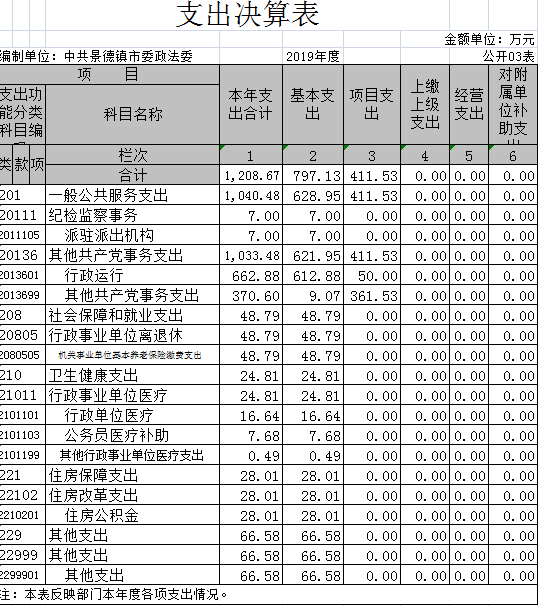 支出决算表
金额单位：万元
编制单位：中共景德镇市委政法委 2019年度 公开03表
项 目 本年支出合计 基本支出 项目支出 上缴上级支出 经营支出 对附属单位补助支
支出功能分类科目编 科目名称
类 款 项 栏次 1 2 3 4 5 6
合计 1,208.67 797.13 411.53 0.00 0.00 0.00
201 一般公共服务支出 1,040.48 628.95 411.53 0.00 0.00 0.00
20111 纪检监察事务 7.00 7.00 0.00 0.00 0.00 0.00
2011105 派驻派出机构 7.00 7.00 0.00 0.00 0.00 0.00
20136 其他共产党事务支出 1,033.48 621.95 411.53 0.00 0.00 0.00
2013601 行政运行 662.88 612.88 50.00 0.00 0.00 0.00
2013699 其他共产党事务支出 370.60 9.07 361.53 0.00 0.00 0.00
208 社会保障和就业支出 48.79 48.79 0.00 0.00 0.00 0.00
20805 行政事业单位离退休 48.79 48.79 0.00 0.00 0.00 0.00
2080505 机关事业单位基本养老保险缴费支出 48.79 48.79 0.00 0.00 0.00 0.00
210 卫生健康支出 24.81 24.81 0.00 0.00 0.00 0.00
21011 行政事业单位医疗 24.81 24.81 0.00 0.00 0.00 0.00
2101101 行政单位医疗 16.64 16.64 0.00 0.00 0.00 0.00
2101103 公务员医疗补助 7.68 7.68 0.00 0.00 0.00 0.00
2101199 其他行政事业单位医疗支出 0.49 0.49 0.00 0.00 0.00 0.00
221 住房保障支出 28.01 28.01 0.00 0.00 0.00 0.00
22102 住房改革支出 28.01 28.01 0.00 0.00 0.00 0.00
2210201 住房公积金 28.01 28.01 0.00 0.00 0.00 0.00
229 其他支出 66.58 66.58 0.00 0.00 0.00 0.00
22999 其他支出 66.58 66.58 0.00 0.00 0.00 0.00
2299901 其他支出 66.58 66.58 0.00 0.00 0.00 0.00
注：本表反映部门本年度各项支出情况。